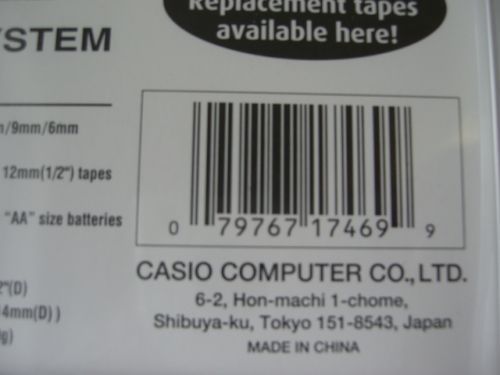 Replacement tapes
available here!
YSTEM
/9mm/6mm
12mm(1/2") tapes
"AA" size batteries
"(D)
4mm(D) )
g)
0 79767 17469 9
CASIO COMPUTER CO., LTD.
6-2, Hon-machi 1-chome,
Shibuya-ku, Tokyo 151-8543, Japan
MADE IN CHINA